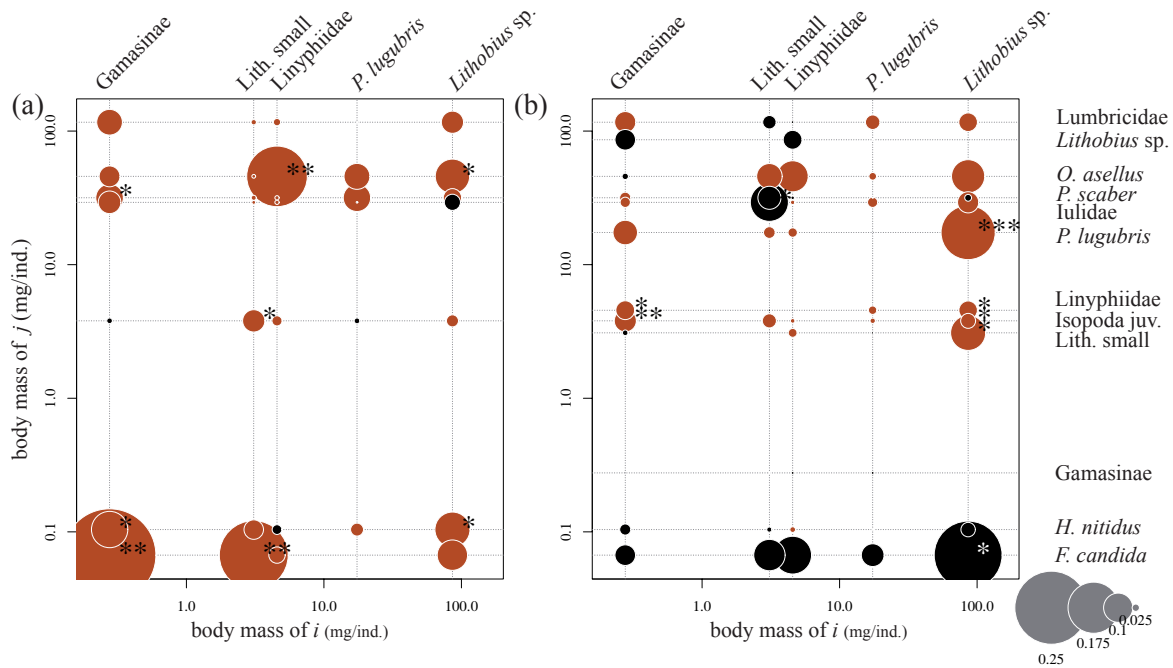 Gamasinae
Lith. small
Linyphiidae
P. lugubris
Lithobius sp.
Gamasinae
Lith. small
Linyphiidae
P. lugubris
Lithobius sp.
(a)
(b)
100.0
10.0
1.0
0.1
body mass of j (mg/ind.)
**
*
*
*
*
**
**
*
1.0
10.0
100.0
body mass of i (mg/ind.)
100.0
10.0
1.0
0.1
*
***
*
**
*
*
*
*
1.0
10.0
100.0
body mass of i (mg/ind.)
Lumbricidae
Lithobius sp.
O. asellus
P. scaber
Iulidae
P. lugubris
Linyphiidae
Isopoda juv.
Lith. small
Gamasinae
H. nitidus
F. candida
0.025
0.1
0.175
0.25